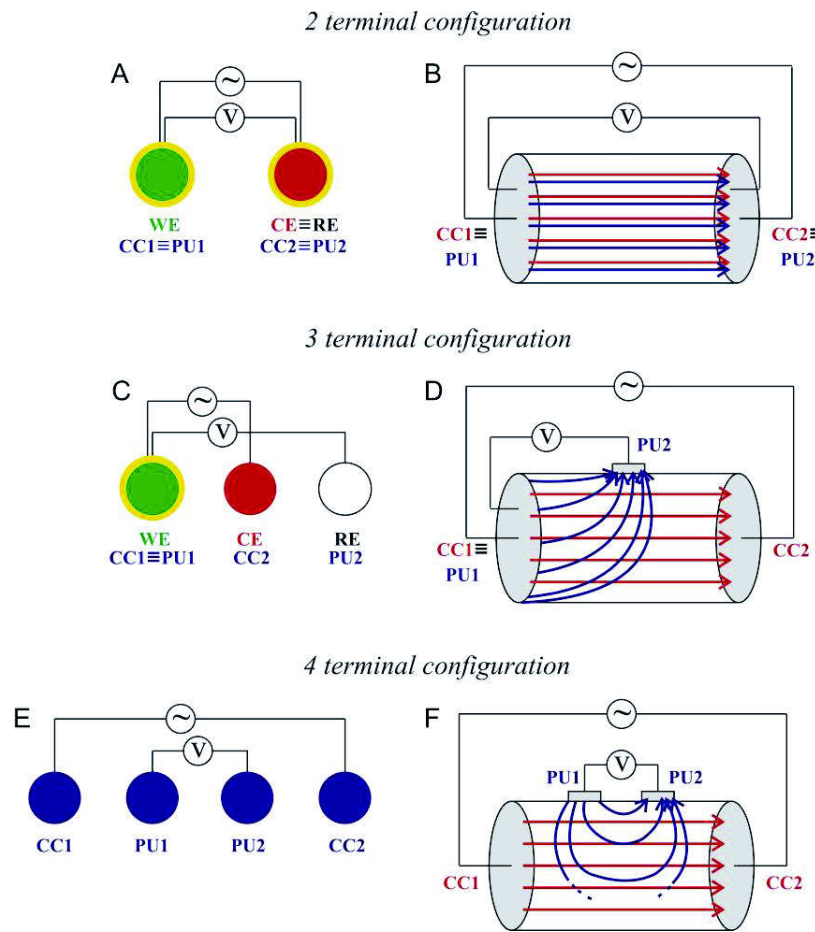 2 terminal configuration
A
B
~
V
~
V
WE
CC1≡PU1
CE≡RE
CC2≡PU2
CC1≡
PU1
CC2≡
PU2
3 terminal configuration
C
D
~
V
~
V
PU2
WE
CC1≡PU1
CE
CC2
RE
PU2
CC1≡
PU1
CC2
4 terminal configuration
E
F
~
V
~
V
PU1
PU2
CC1
PU1
PU2
CC2
CC1
CC2